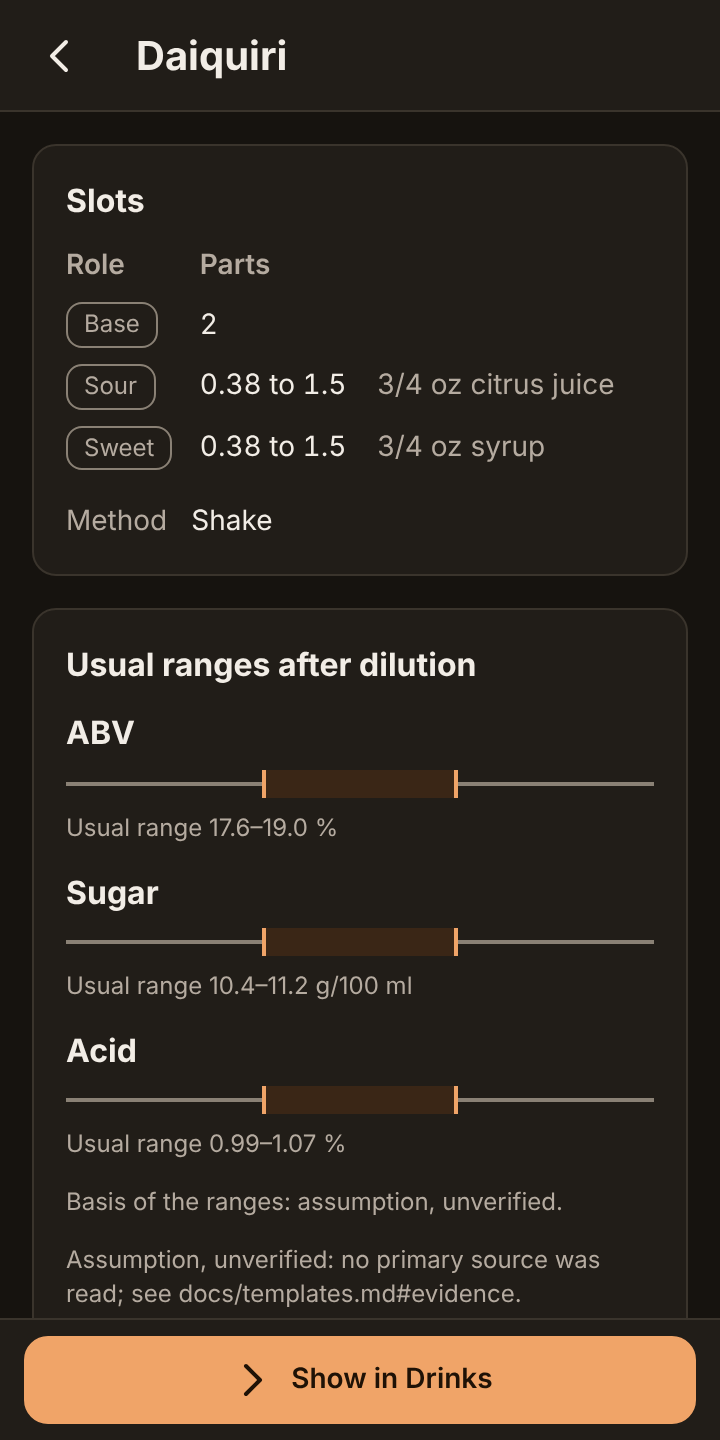 Daiquiri
Slots
Role Parts
Base 2
Sour 0.38 to 1.5 3/4 oz citrus juice
Sweet 0.38 to 1.5 3/4 oz syrup
Method Shake
Usual ranges after dilution
ABV
Usual range 17.6–19.0 %
Sugar
Usual range 10.4–11.2 g/100 ml
Acid
Usual range 0.99–1.07 %
Basis of the ranges: assumption, unverified.
Assumption, unverified: no primary source was
read; see docs/templates.md#evidence.
Show in Drinks